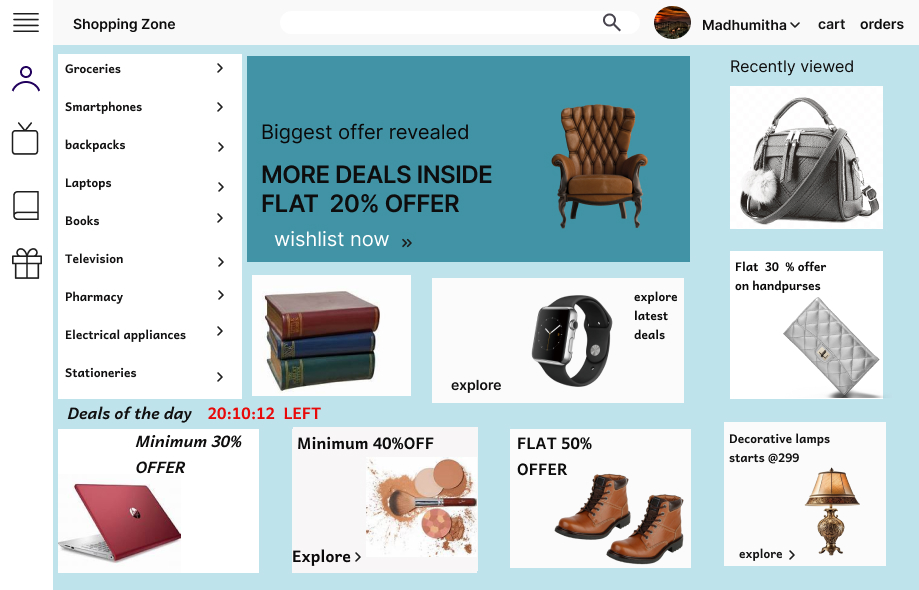 Shopping Zone
Madhumitha
cart
orders
Groceries
Smartphones
backpacks
Laptops
Books
Television
Pharmacy
Electrical appliances
Stationeries
Biggest offer revealed
MORE DEALS INSIDE
FLAT 20% OFFER
wishlist now »
Recently viewed
Flat 30 % offer
on handpurses
explore
latest
deals
explore
Deals of the day 20:10:12 LEFT
Minimum 30%
OFFER
Minimum 40%OFF
Explore
FLAT 50%
OFFER
Decorative lamps
starts @299
explore